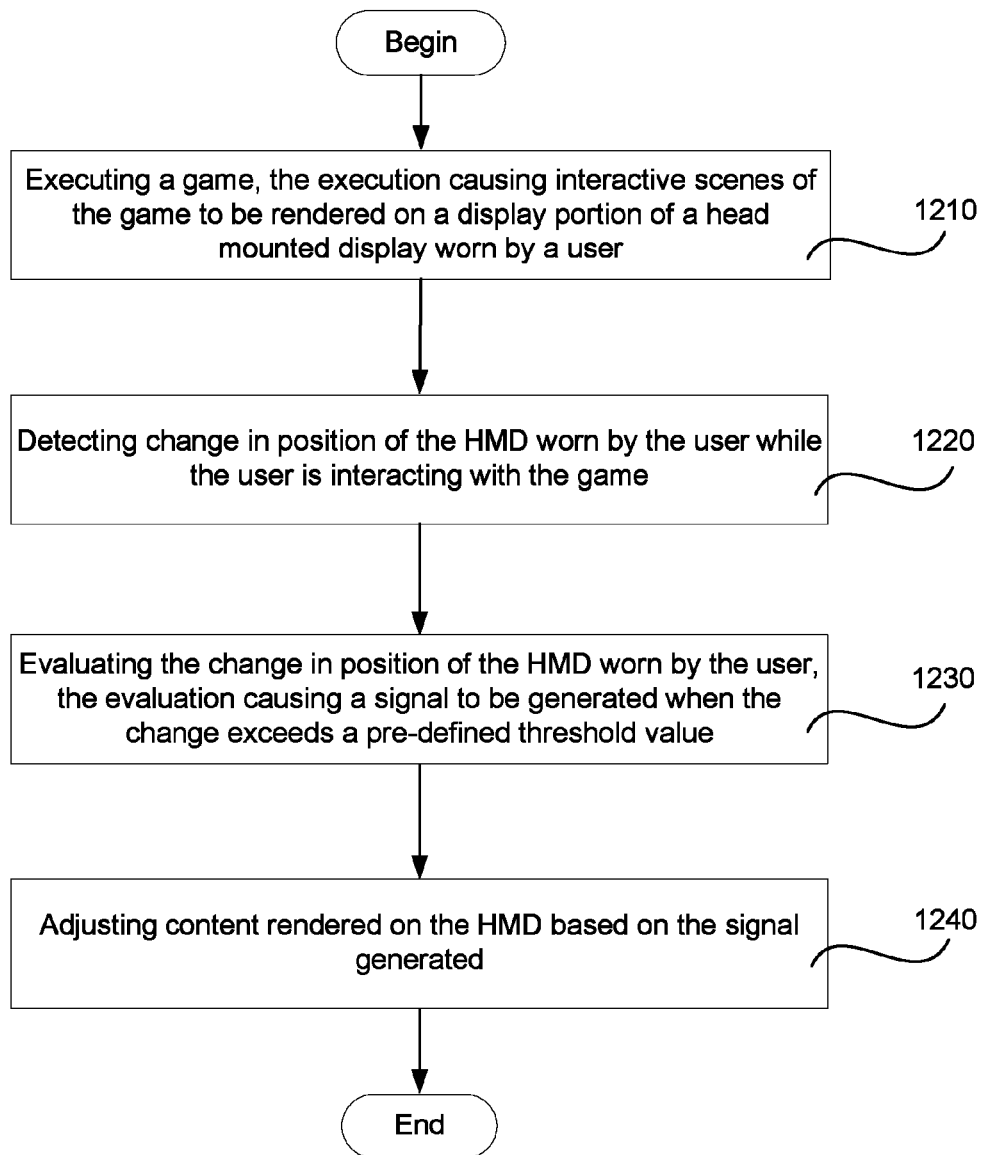 Begin
Executing a game, the execution causing interactive scenes of
the game to be rendered on a display portion of a head
mounted display worn by a user
1210
Detecting change in position of the HMD worn by the user while
the user is interacting with the game
1220
Evaluating the change in position of the HMD worn by the user,
the evaluation causing a signal to be generated when the
change exceeds a pre-defined threshold value
1230
Adjusting content rendered on the HMD based on the signal
generated
1240
End